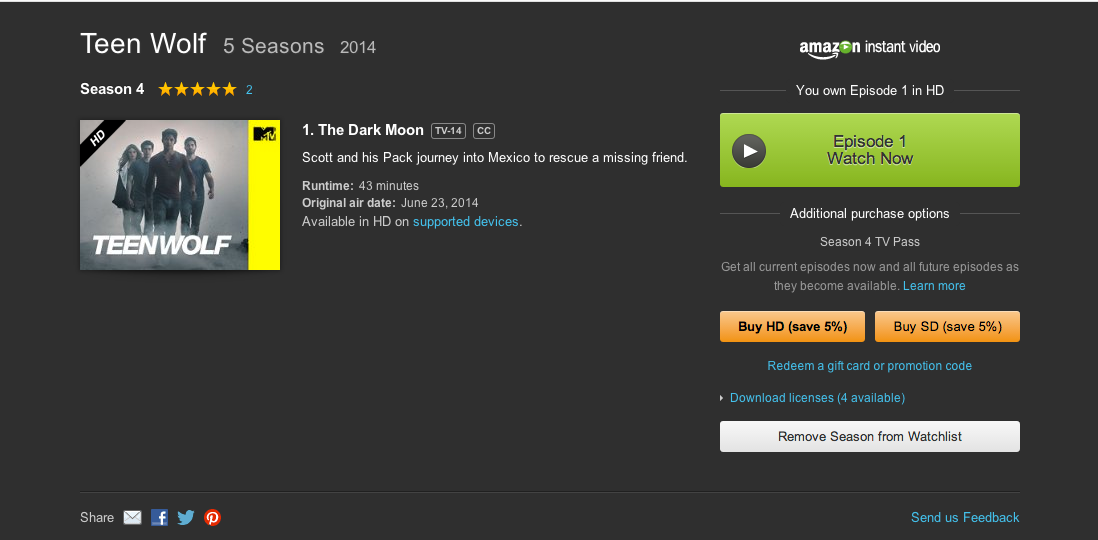 Teen Wolf 5 Seasons 2014
Season 4 2
HD
MTV
TEEN WOLF
1. The Dark Moon TV-14 CC
Scott and his Pack journey into Mexico to rescue a missing friend.
Runtime: 43 minutes
Original air date: June 23, 2014
Available in HD on supported devices.
amazon instant video
You own Episode 1 in HD
Episode 1
Watch Now
Additional purchase options
Season 4 TV Pass
Get all current episodes now and all future episodes as
they become available. Learn more
Buy HD (save 5%) Buy SD (save 5%)
Redeem a gift card or promotion code
Download licenses (4 available)
Remove Season from Watchlist
Share
Send us Feedback